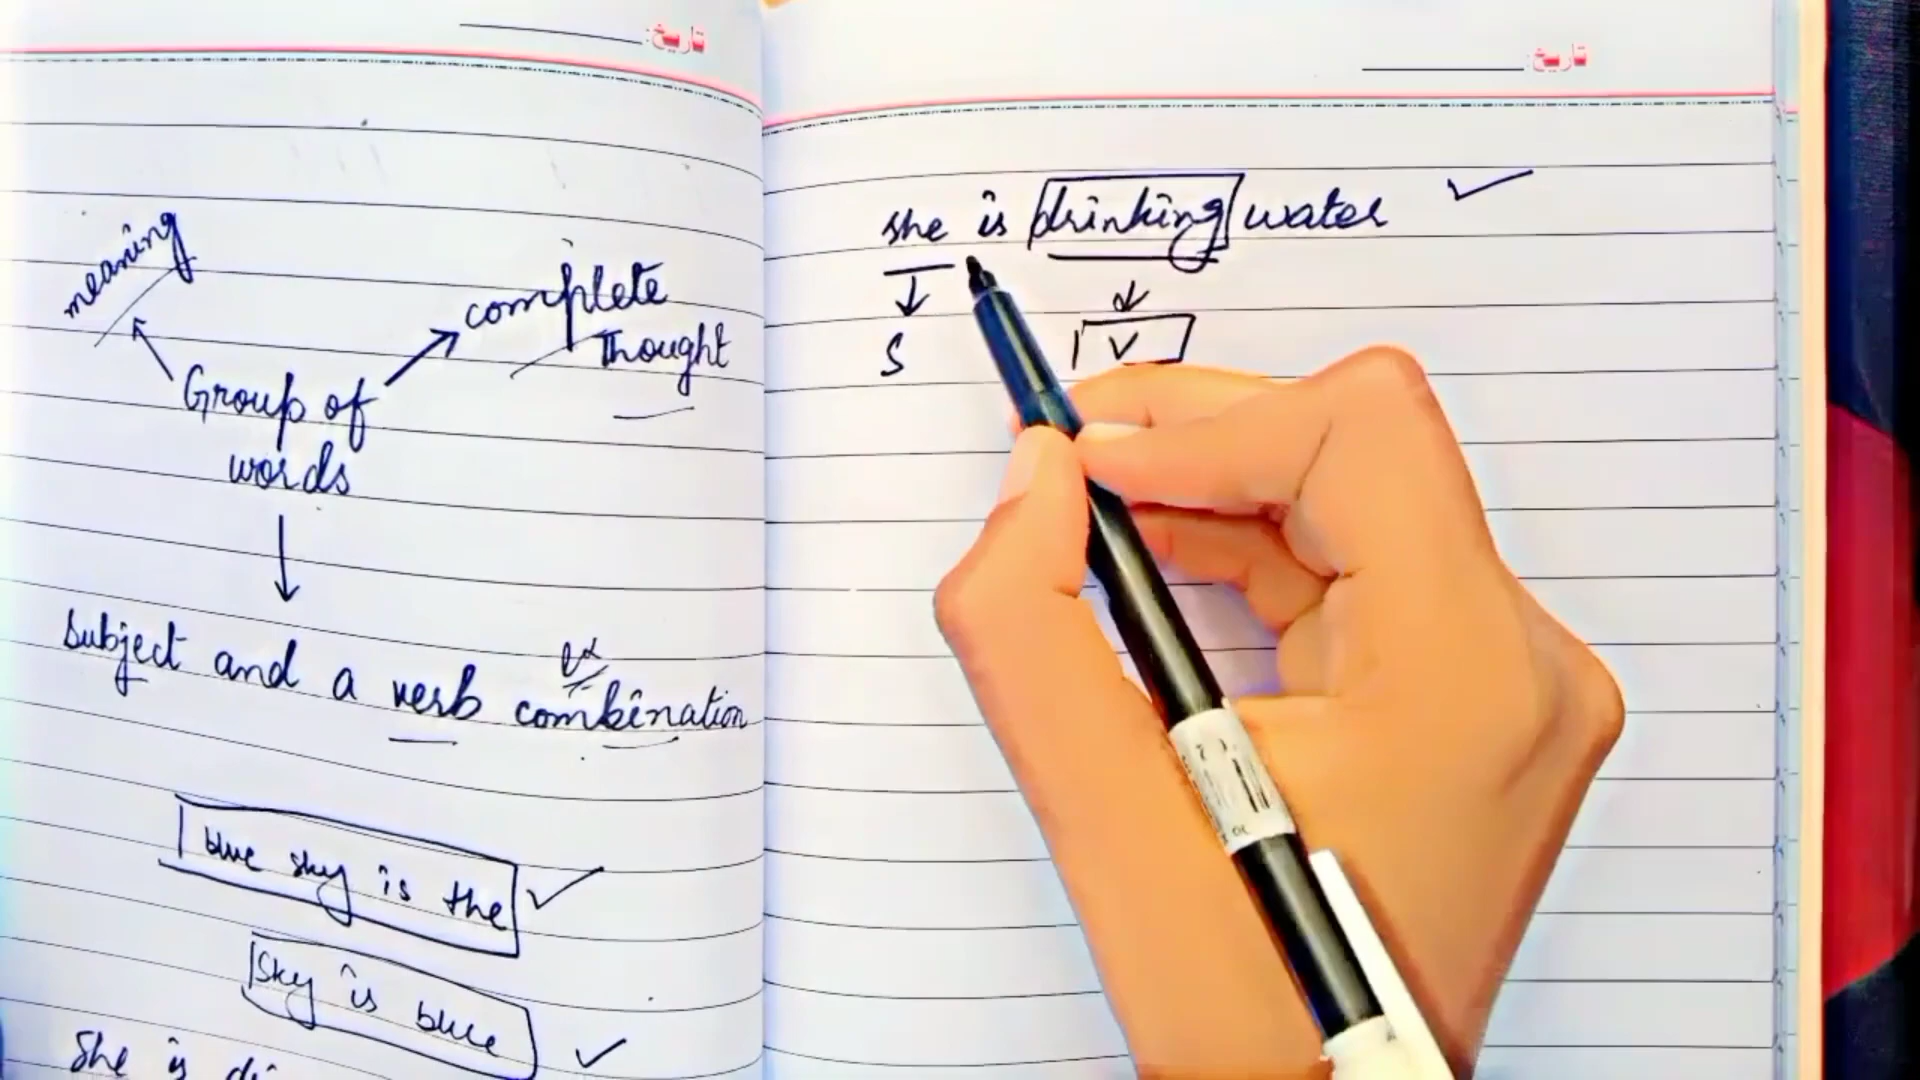 تاریخ:
meaning
complete
Thought
Group of
words
Subject and a verb combination
ex
blue sky is the
sky is blue
She is
تاریخ:
she is drinking water
S V